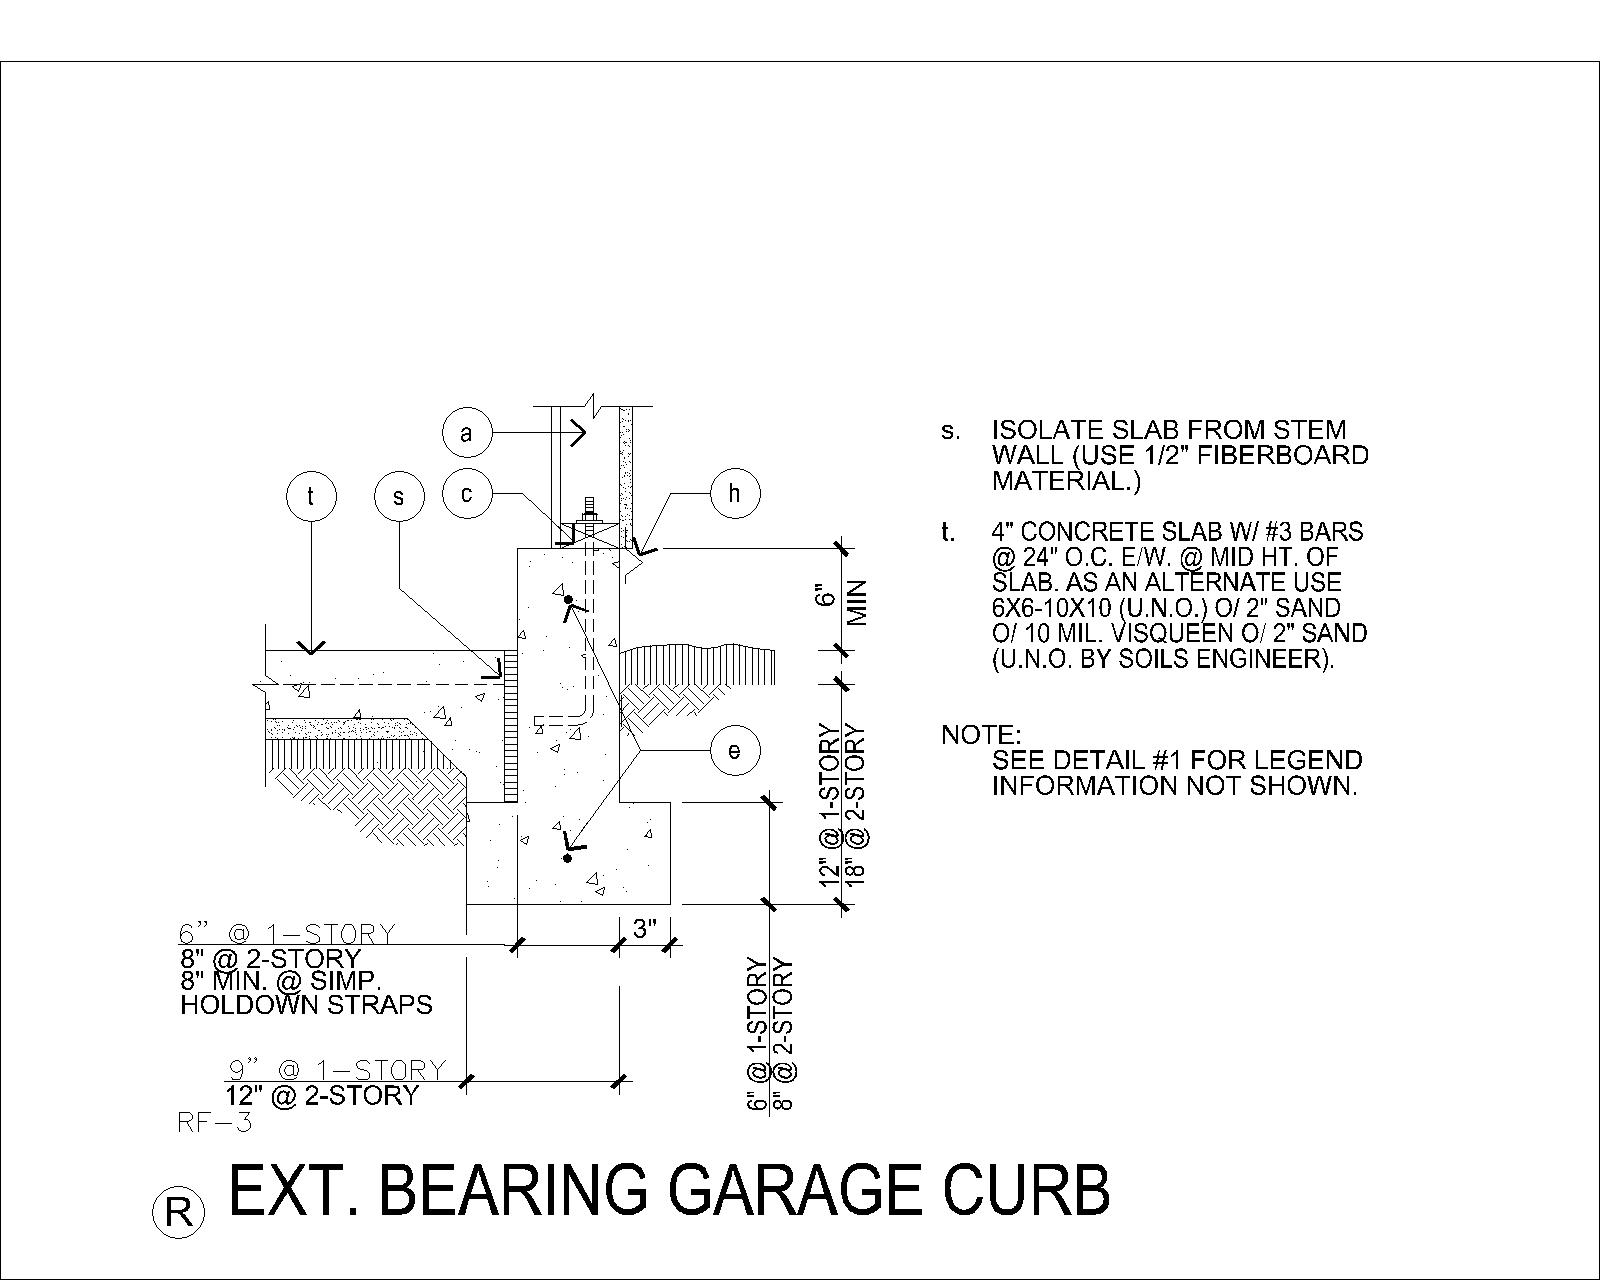 a
c
t
s
h
e
s. ISOLATE SLAB FROM STEM
WALL (USE 1/2" FIBERBOARD
MATERIAL.)
t. 4" CONCRETE SLAB W/ #3 BARS
@ 24" O.C. E/W. @ MID HT. OF
SLAB. AS AN ALTERNATE USE
6X6-10X10 (U.N.O.) O/ 2" SAND
O/ 10 MIL. VISQUEEN O/ 2" SAND
(U.N.O. BY SOILS ENGINEER).
NOTE:
SEE DETAIL #1 FOR LEGEND
INFORMATION NOT SHOWN.
6"
MIN
12" @ 1-STORY
18" @ 2-STORY
6" @ 1-STORY
8" @ 2-STORY
3"
6" @ 1-STORY
8" @ 2-STORY
8" MIN. @ SIMP.
HOLDOWN STRAPS
9" @ 1-STORY
12" @ 2-STORY
RF-3
R EXT. BEARING GARAGE CURB